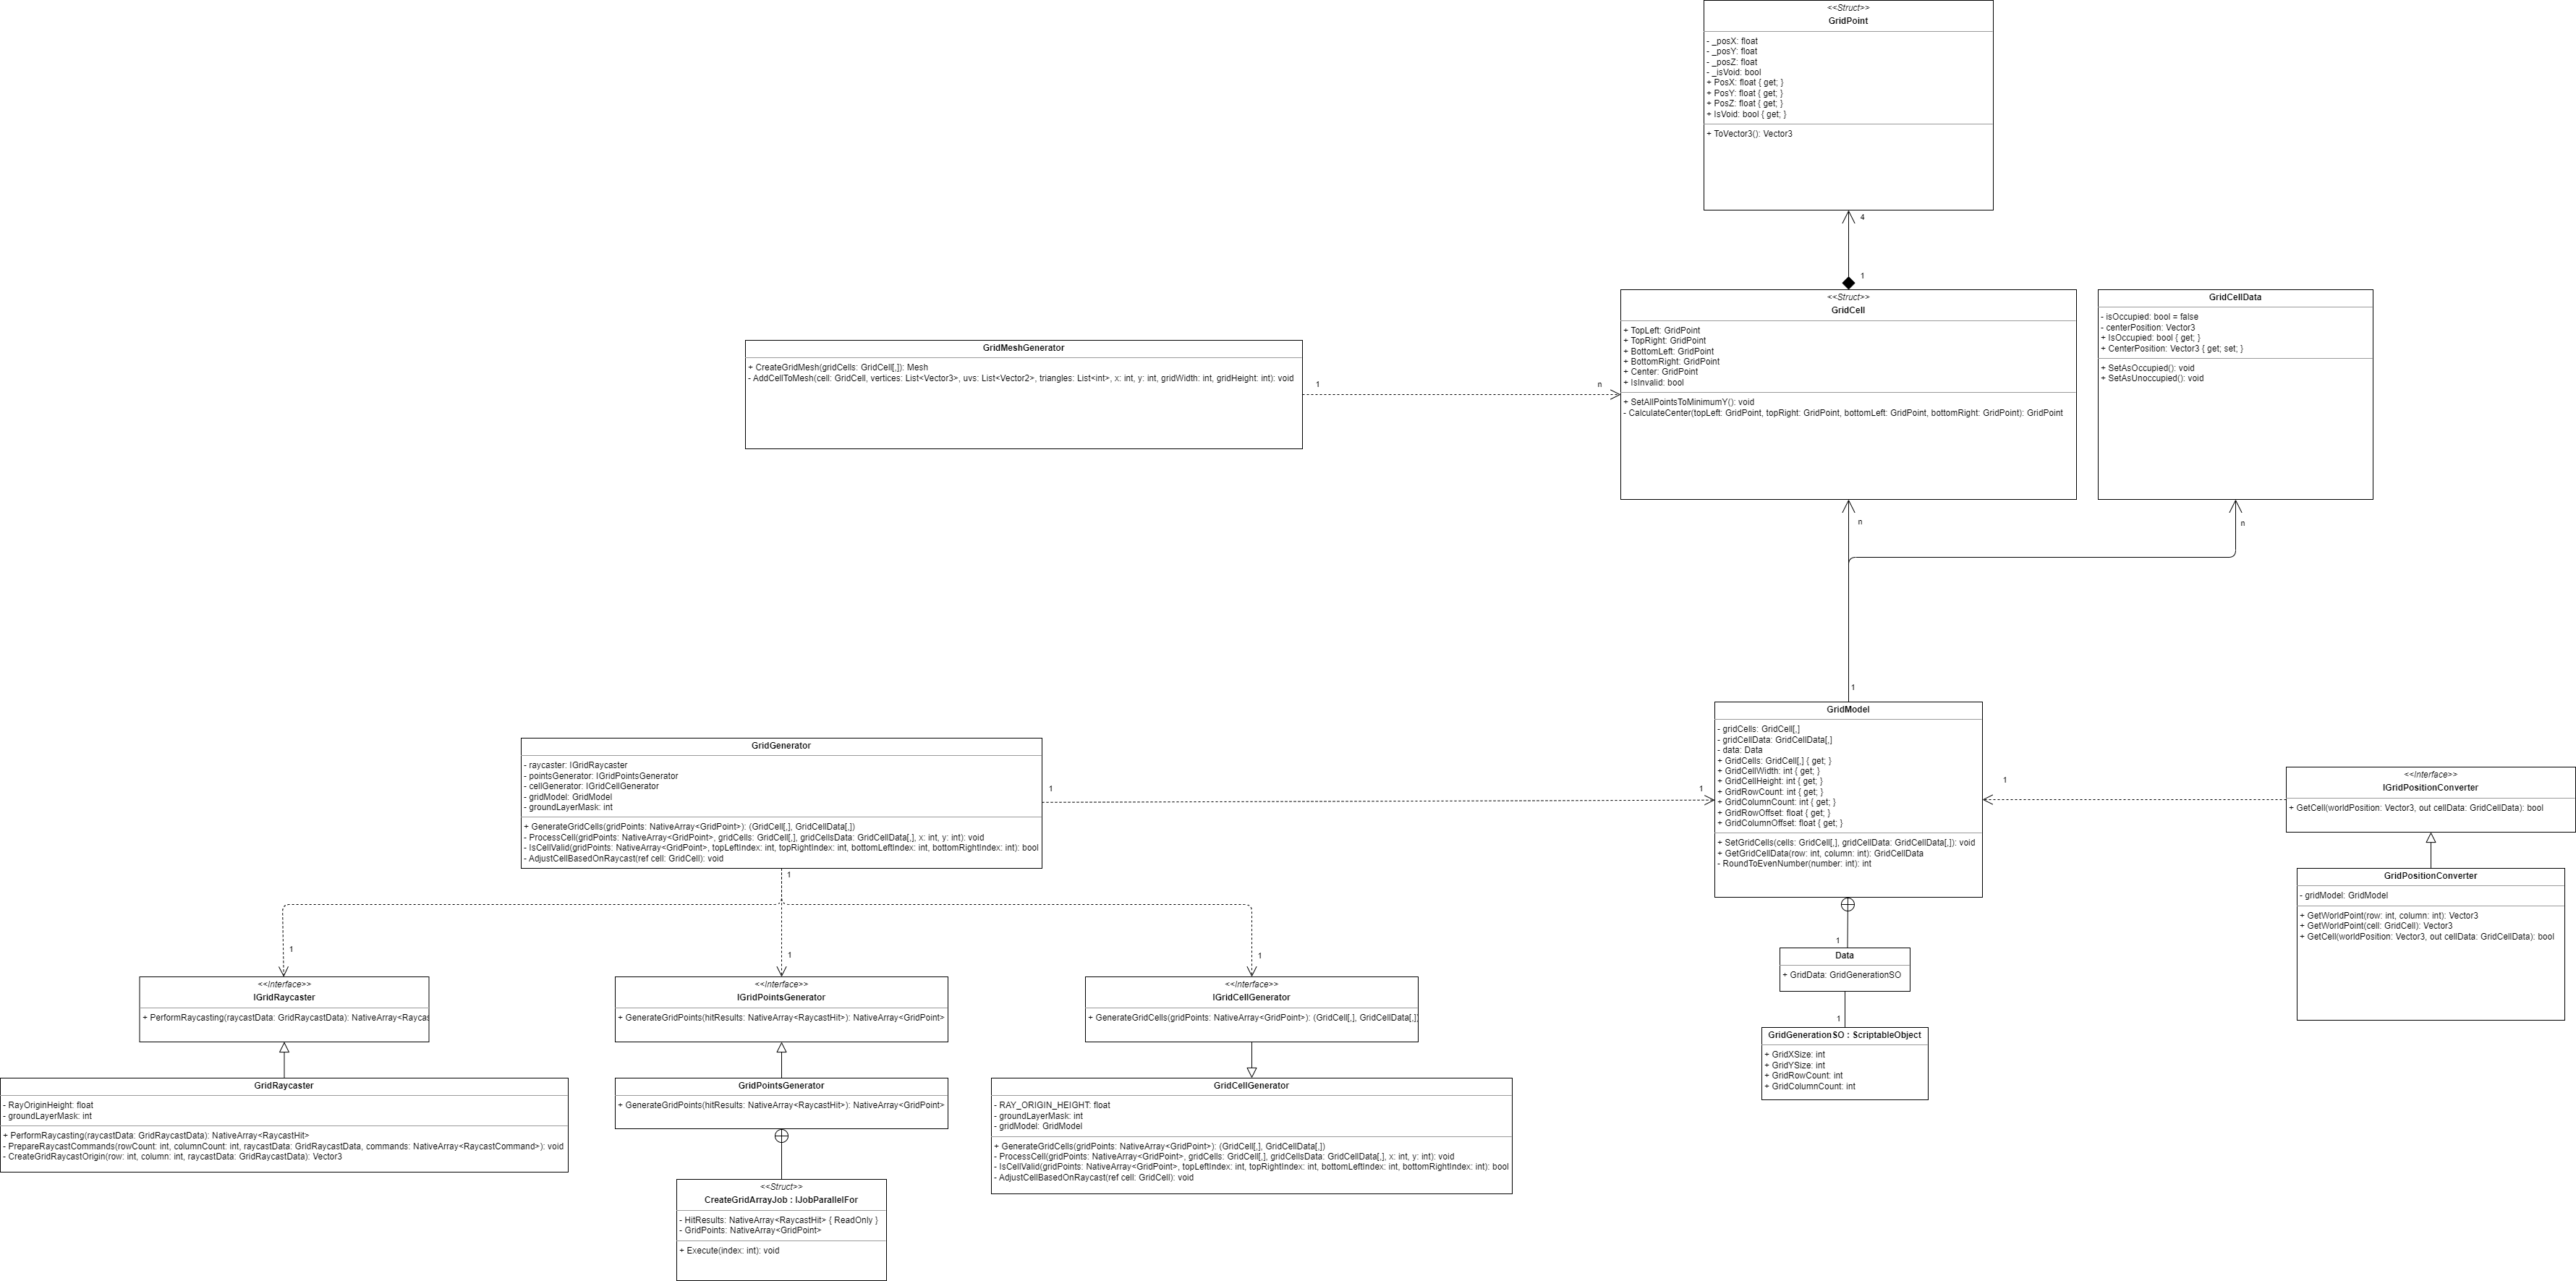 <<Struct>>
GridPoint
- _posX: float
- _posY: float
- _posZ: float
- _isVoid: bool
+ PosX: float { get; }
+ PosY: float { get; }
+ PosZ: float { get; }
+ IsVoid: bool { get; }
+ ToVector3(): Vector3
4
1
<<Struct>>
GridCell
+ TopLeft: GridPoint
+ TopRight: GridPoint
+ BottomLeft: GridPoint
+ BottomRight: GridPoint
+ Center: GridPoint
+ IsInvalid: bool
+ SetAllPointsToMinimumY(): void
- CalculateCenter(topLeft: GridPoint, topRight: GridPoint, bottomLeft: GridPoint, bottomRight: GridPoint): GridPoint
GridCellData
- isOccupied: bool = false
- centerPosition: Vector3
+ IsOccupied: bool { get; }
+ CenterPosition: Vector3 { get; set; }
+ SetAsOccupied(): void
+ SetAsUnoccupied(): void
GridMeshGenerator
+ CreateGridMesh(gridCells: GridCell[,]): Mesh
- AddCellToMesh(cell: GridCell, vertices: List<Vector3>, uvs: List<Vector2>, triangles: List<int>, x: int, y: int, gridWidth: int, gridHeight: int): void
1
n
n
n
1
GridModel
- gridCells: GridCell[,]
- gridCellData: GridCellData[,]
- data: Data
+ GridCells: GridCell[,] { get; }
+ GridCellWidth: int { get; }
+ GridCellHeight: int { get; }
+ GridRowCount: int { get; }
+ GridColumnCount: int { get; }
+ GridRowOffset: float { get; }
+ GridColumnOffset: float { get; }
+ SetGridCells(cells: GridCell[,], gridCellData: GridCellData[,]): void
+ GetGridCellData(row: int, column: int): GridCellData
- RoundToEvenNumber(number: int): int
GridGenerator
- raycaster: IGridRaycaster
- pointsGenerator: IGridPointsGenerator
- cellGenerator: IGridCellGenerator
- gridModel: GridModel
- groundLayerMask: int
+ GenerateGridCells(gridPoints: NativeArray<GridPoint>): (GridCell[,], GridCellData[,])
- ProcessCell(gridPoints: NativeArray<GridPoint>, gridCells: GridCell[,], gridCellsData: GridCellData[,], x: int, y: int): void
- IsCellValid(gridPoints: NativeArray<GridPoint>, topLeftIndex: int, topRightIndex: int, bottomLeftIndex: int, bottomRightIndex: int): bool
- AdjustCellBasedOnRaycast(ref cell: GridCell): void
1
1
1
<<Interface>>
IGridPositionConverter
+ GetCell(worldPosition: Vector3, out cellData: GridCellData): bool
GridPositionConverter
- gridModel: GridModel
+ GetWorldPoint(row: int, column: int): Vector3
+ GetWorldPoint(cell: GridCell): Vector3
+ GetCell(worldPosition: Vector3, out cellData: GridCellData): bool
1
1
1
1
1
Data
+ GridData: GridGenerationSO
1
GridGenerationSO : ScriptableObject
+ GridXSize: int
+ GridYSize: int
+ GridRowCount: int
+ GridColumnCount: int
<<Interface>>
IGridRaycaster
+ PerformRaycasting(raycastData: GridRaycastData): NativeArray<Raycas
<<Interface>>
IGridPointsGenerator
+ GenerateGridPoints(hitResults: NativeArray<RaycastHit>): NativeArray<GridPoint>
<<Interface>>
IGridCellGenerator
+ GenerateGridCells(gridPoints: NativeArray<GridPoint>): (GridCell[,], GridCellData[,])
GridRaycaster
- RayOriginHeight: float
- groundLayerMask: int
+ PerformRaycasting(raycastData: GridRaycastData): NativeArray<RaycastHit>
- PrepareRaycastCommands(rowCount: int, columnCount: int, raycastData: GridRaycastData, commands: NativeArray<RaycastCommand>): void
- CreateGridRaycastOrigin(row: int, column: int, raycastData: GridRaycastData): Vector3
GridPointsGenerator
+ GenerateGridPoints(hitResults: NativeArray<RaycastHit>): NativeArray<GridPoint>
GridCellGenerator
- RAY_ORIGIN_HEIGHT: float
- groundLayerMask: int
- gridModel: GridModel
+ GenerateGridCells(gridPoints: NativeArray<GridPoint>): (GridCell[,], GridCellData[,])
- ProcessCell(gridPoints: NativeArray<GridPoint>, gridCells: GridCell[,], gridCellsData: GridCellData[,], x: int, y: int): void
- IsCellValid(gridPoints: NativeArray<GridPoint>, topLeftIndex: int, topRightIndex: int, bottomLeftIndex: int, bottomRightIndex: int): bool
- AdjustCellBasedOnRaycast(ref cell: GridCell): void
<<Struct>>
CreateGridArrayJob : IJobParallelFor
- HitResults: NativeArray<RaycastHit> { ReadOnly }
- GridPoints: NativeArray<GridPoint>
+ Execute(index: int): void